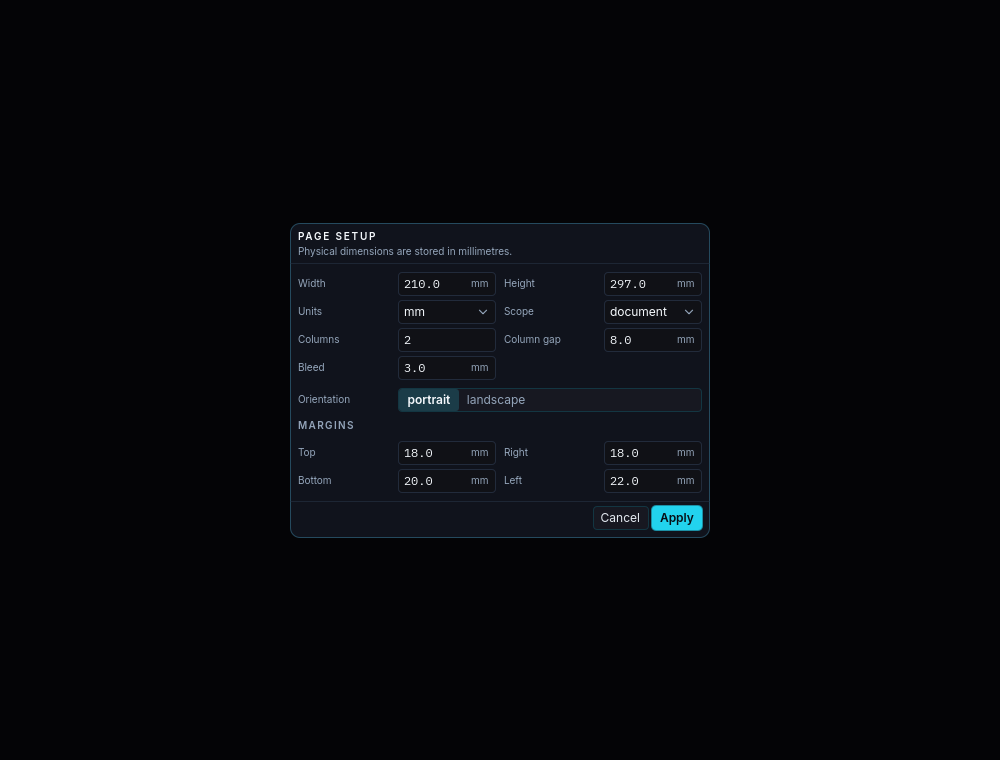 PAGE SETUP
Physical dimensions are stored in millimetres.
Width 210.0 mm Height 297.0 mm
Units mm Scope document
Columns 2 Column gap 8.0 mm
Bleed 3.0 mm
Orientation portrait landscape
MARGINS
Top 18.0 mm Right 18.0 mm
Bottom 20.0 mm Left 22.0 mm
Cancel Apply